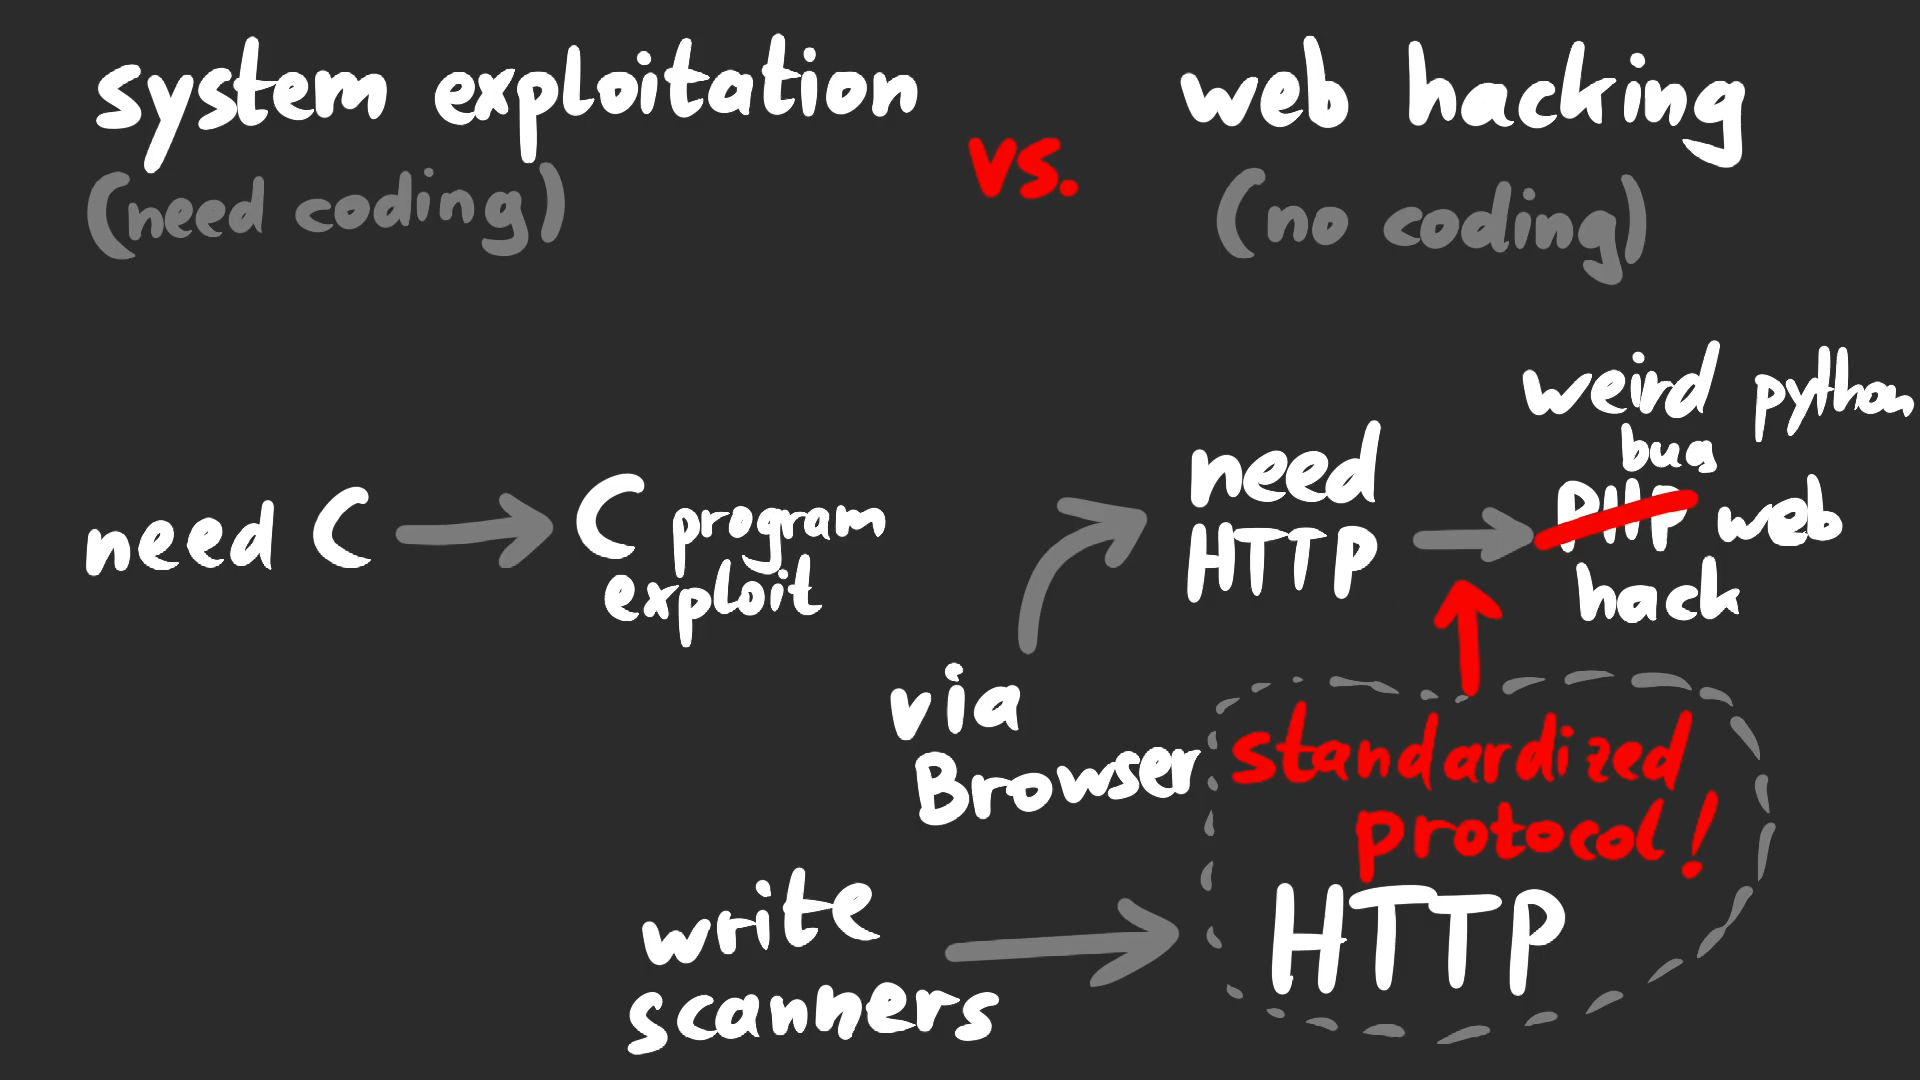 system exploitation
(need coding)
vs.
web hacking
(no coding)
need C
C program
exploit
via
Browser
need
HTTP
weird python
bug
PHP web
hack
standardized
protocol!
HTTP
write
scanners